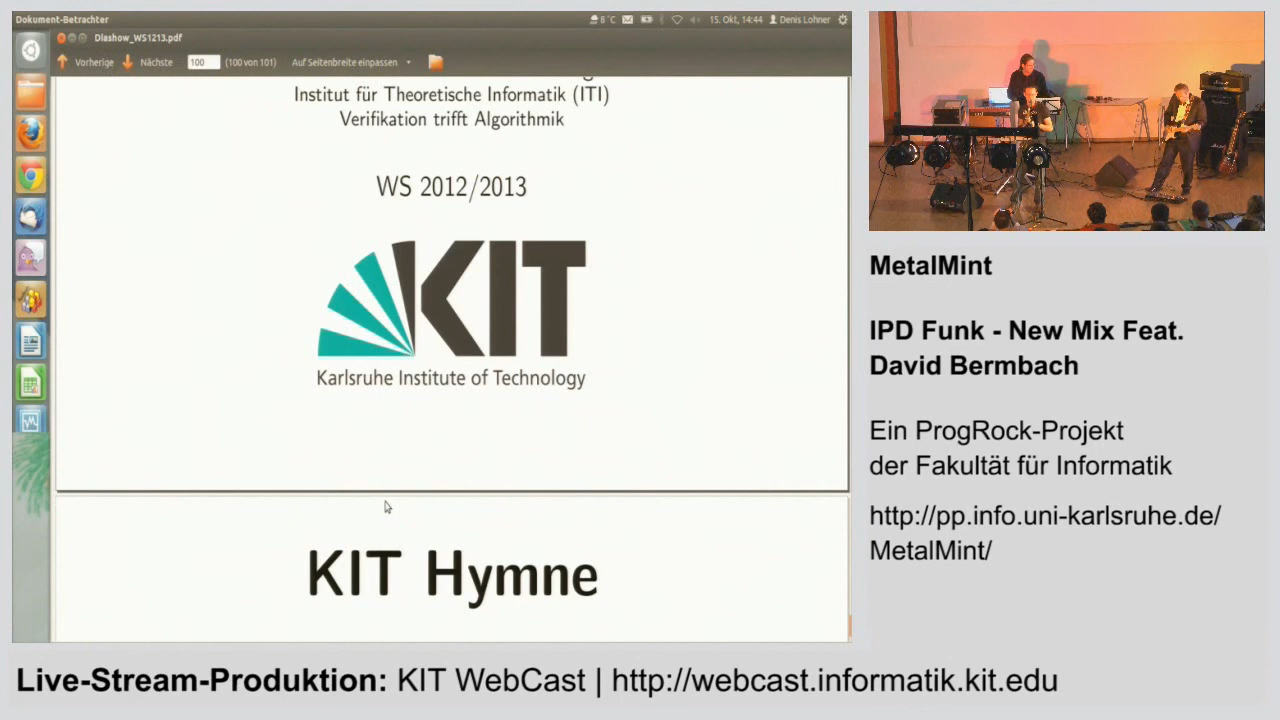 Dokument-Betrachter
8°C
15. Okt, 14:44
Denis Lohner
DIashow_WS1213.pdf
Vorherige
Nächste
100
(100 von 101)
Auf Seitenbreite einpassen
Institut für Theoretische Informatik (ITI)
Verifikation trifft Algorithmik
WS 2012/2013
KIT
Karlsruhe Institute of Technology
KIT Hymne
MetalMint
IPD Funk - New Mix Feat.
David Bermbach
Ein ProgRock-Projekt
der Fakultät für Informatik
http://pp.info.uni-karlsruhe.de/
MetalMint/
Live-Stream-Produktion: KIT WebCast | http://webcast.informatik.kit.edu